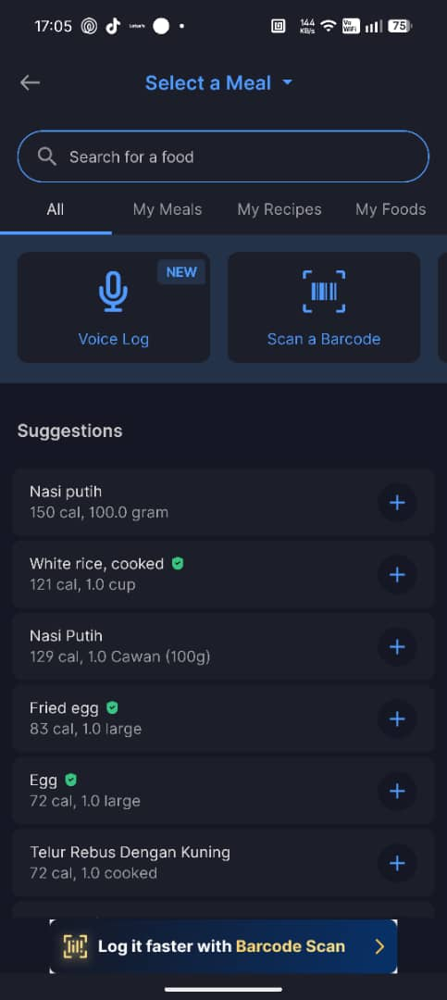 17:05
144
KB/s
Vo
WiFi
75
Select a Meal
Search for a food
All
My Meals
My Recipes
My Foods
NEW
Voice Log
Scan a Barcode
Suggestions
Nasi putih
150 cal, 100.0 gram
White rice, cooked
121 cal, 1.0 cup
Nasi Putih
129 cal, 1.0 Cawan (100g)
Fried egg
83 cal, 1.0 large
Egg
72 cal, 1.0 large
Telur Rebus Dengan Kuning
72 cal, 1.0 cooked
Log it faster with Barcode Scan